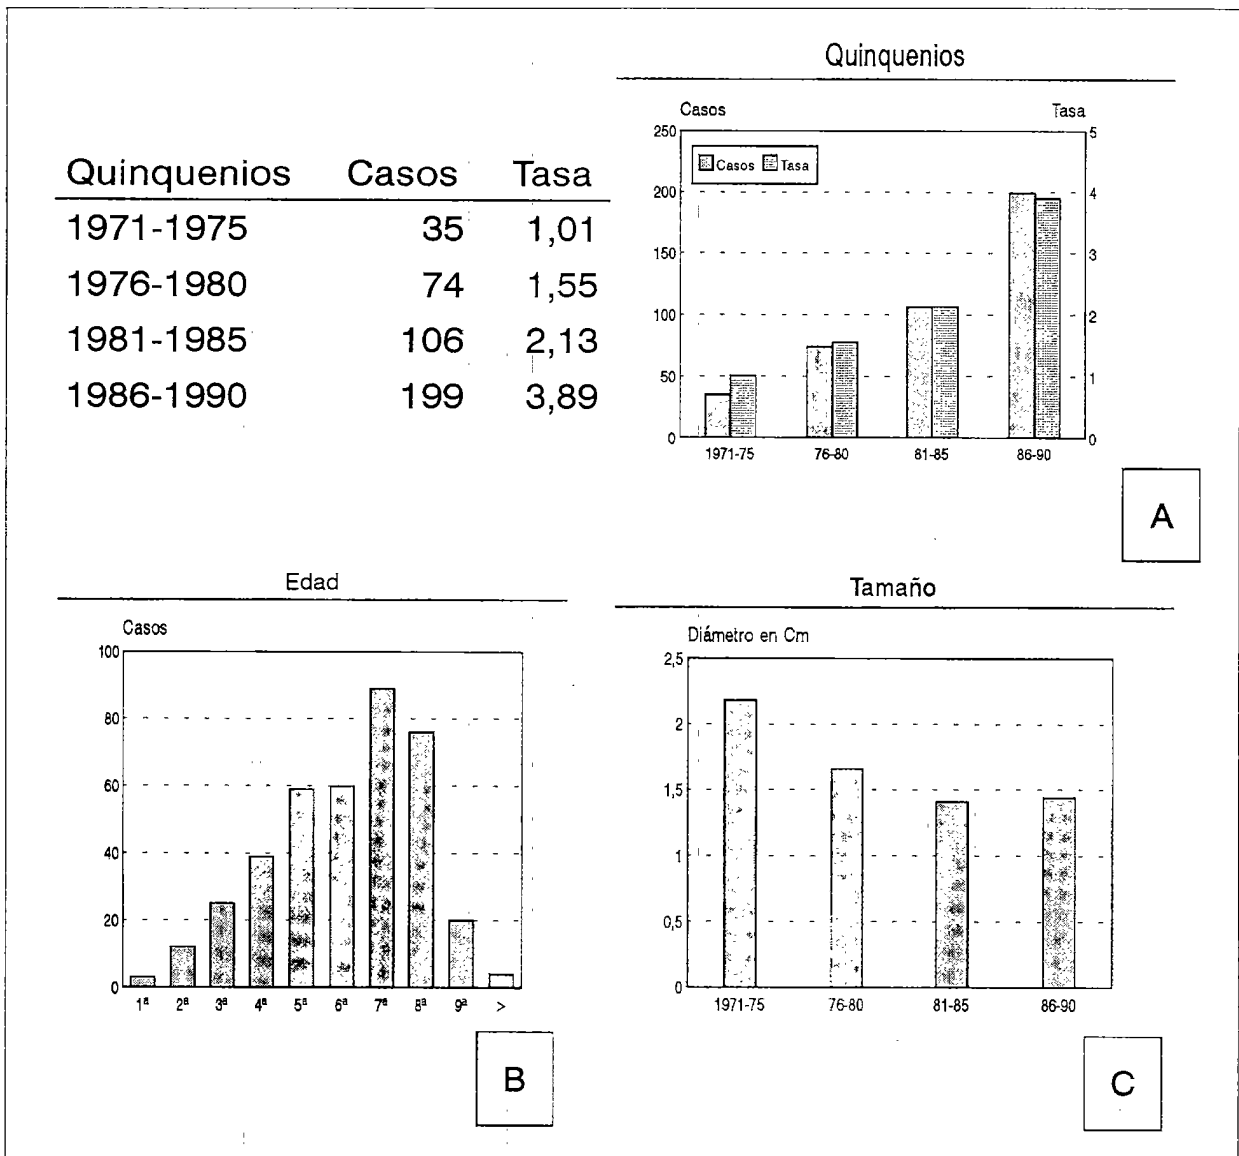 Quinquenios Casos Tasa
1971-1975 35 1,01
1976-1980 74 1,55
1981-1985 106 2,13
1986-1990 199 3,89
Quinquenios
Casos Tasa
250 5
Casos Tasa
200 4
150 3
100 2
50 1
0 0
1971-75 76-80 81-85 86-90
A
Edad
Casos
100
80
60
40
20
0
1ª 2ª 3ª 4ª 5ª 6ª 7ª 8ª 9ª >
B
Tamaño
Diámetro en Cm
2,5
2
1,5
1
0,5
0
1971-75 76-80 81-85 86-90
C